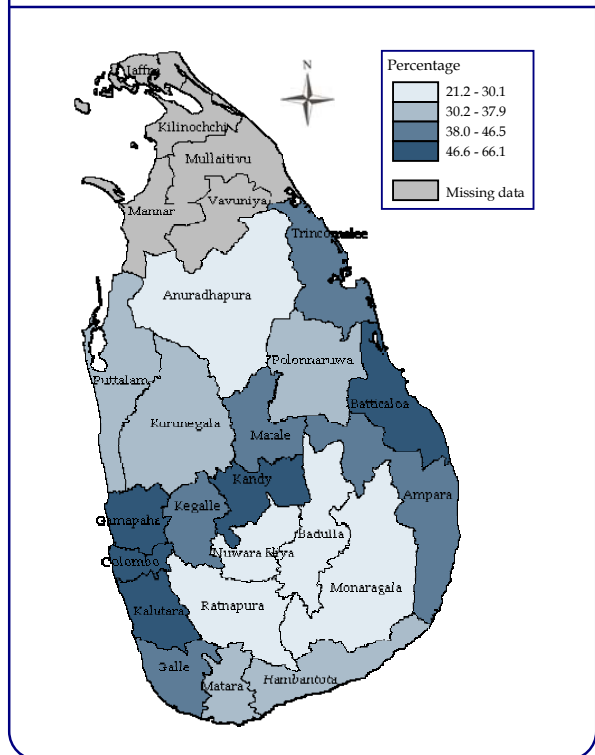 N
Percentage
21.2 - 30.1
30.2 - 37.9
38.0 - 46.5
46.6 - 66.1
Missing data
Jaffna
Kilinochchi
Mullaitivu
Vavuniya
Mannar
Trincomalee
Anuradhapura
Polonnaruwa
Puttalam
Batticaloa
Kurunegala
Matale
Kandy
Ampara
Kegalle
Gamapaha
Badulla
Nuwara Eliya
Colombo
Monaragala
Ratnapura
Kalutara
Galle
Matara
Hambantota